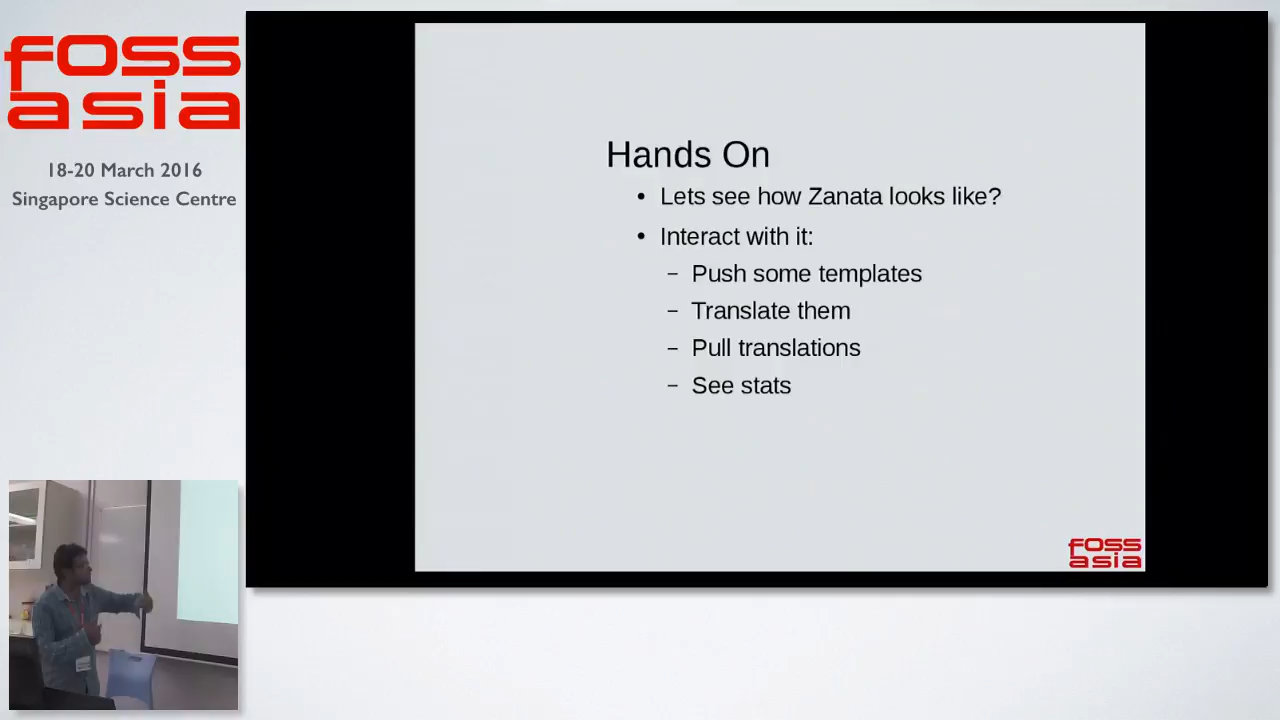 foss
asia
18-20 March 2016
Singapore Science Centre
Hands On
• Lets see how Zanata looks like?
• Interact with it:
– Push some templates
– Translate them
– Pull translations
– See stats
foss
asia